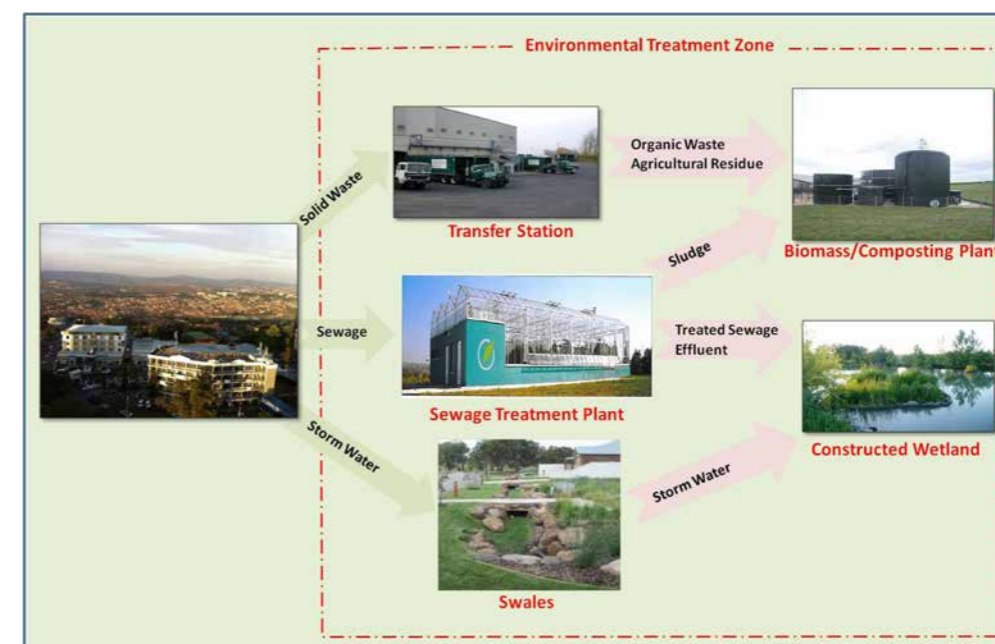 Environmental Treatment Zone
Solid Waste
Transfer Station
Organic Waste
Agricultural Residue
Biomass/Composting Plant
Sludge
Sewage
Sewage Treatment Plant
Treated Sewage
Effluent
Constructed Wetland
Storm Water
Swales
Storm Water